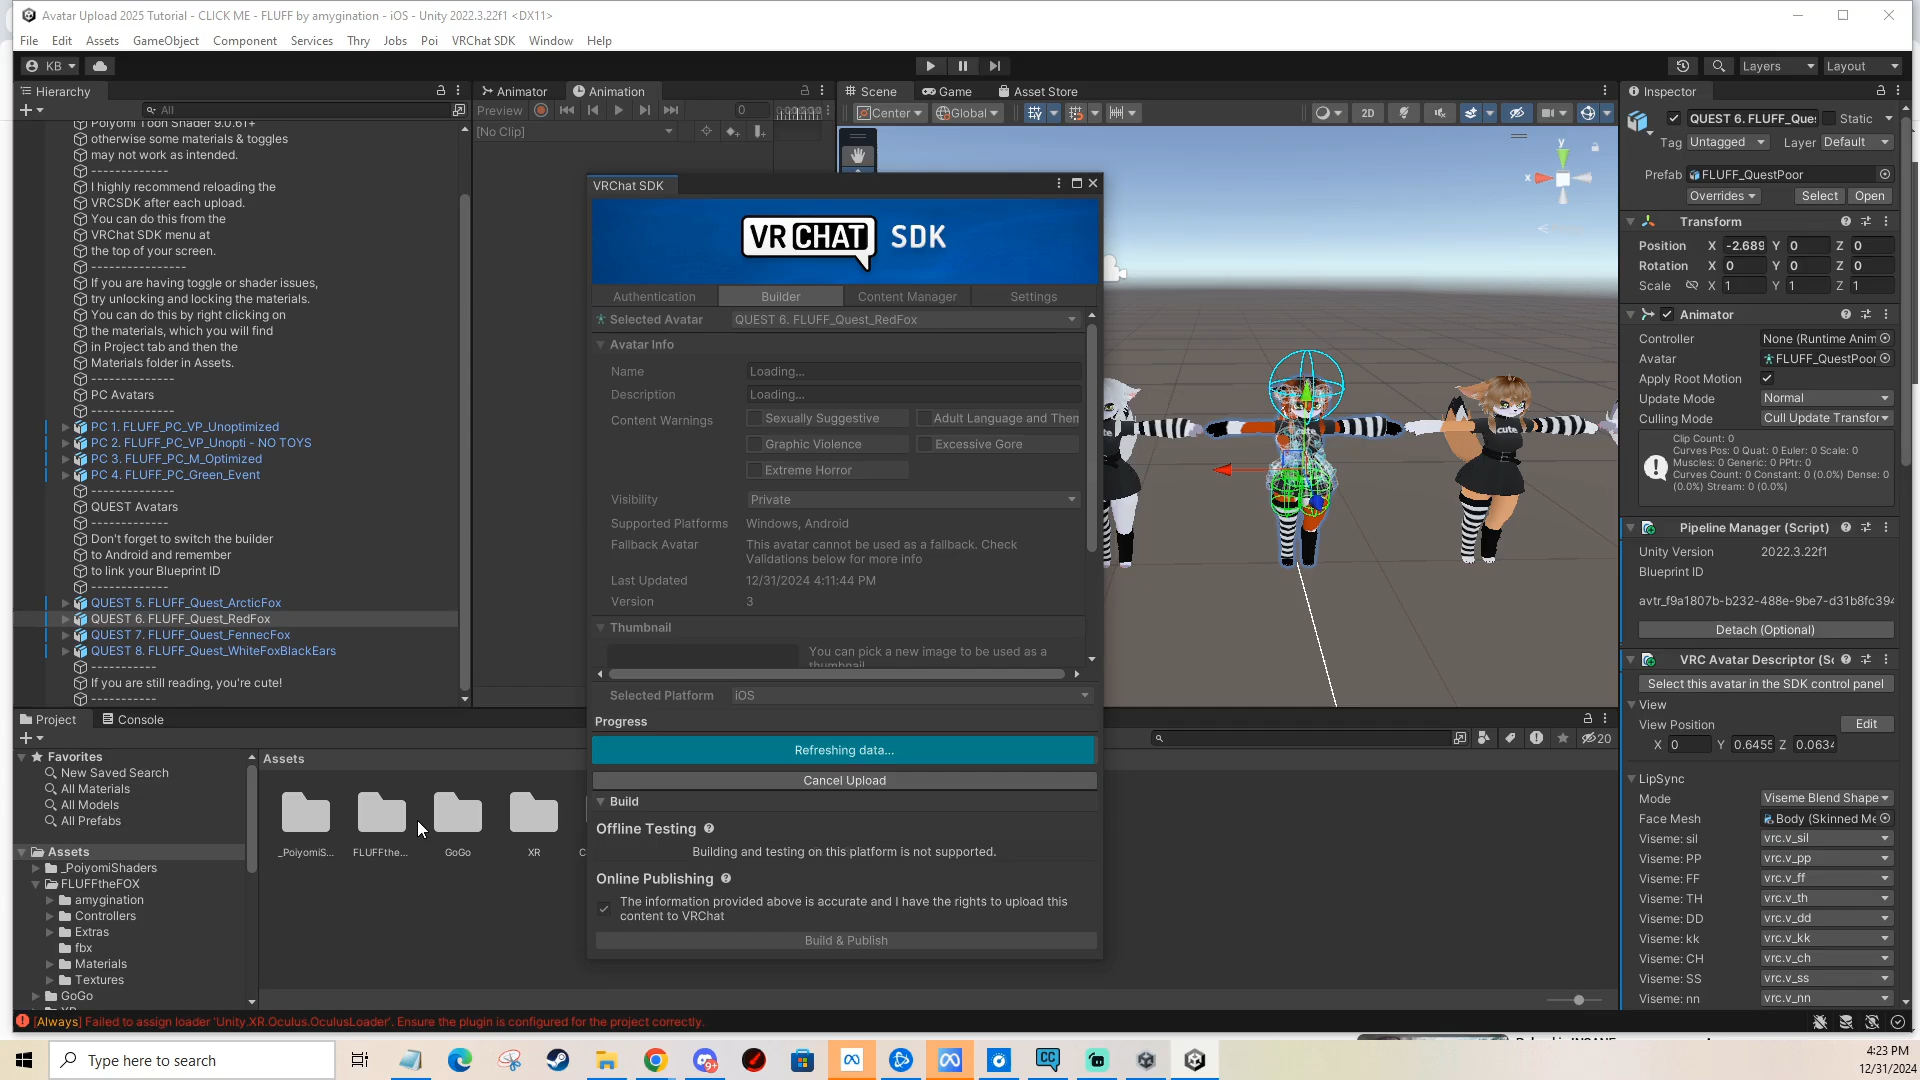 Avatar Upload 2025 Tutorial - CLICK ME - FLUFF by amygination - iOS - Unity 2022.3.22f1 <DX11>
File Edit Assets GameObject Component Services Thry Jobs Poi VRChat SDK Window Help
KB
Layers
Layout
Hierarchy
All
Poiyomi Toon Shader 9.0.61+
otherwise some materials & toggles
may not work as intended.
-------------
I highly recommend reloading the
VRCSDK after each upload.
You can do this from the
VRChat SDK menu at
the top of your screen.
----------------
If you are having toggle or shader issues,
try unlocking and locking the materials.
You can do this by right clicking on
the materials, which you will find
in Project tab and then the
Materials folder in Assets.
--------------
PC Avatars
--------------
PC 1. FLUFF_PC_VP_Unoptimized
PC 2. FLUFF_PC_VP_Unopti - NO TOYS
PC 3. FLUFF_PC_M_Optimized
PC 4. FLUFF_PC_Green_Event
--------------
QUEST Avatars
-------------
Don't forget to switch the builder
to Android and remember
to link your Blueprint ID
-------------
QUEST 5. FLUFF_Quest_ArcticFox
QUEST 6. FLUFF_Quest_RedFox
QUEST 7. FLUFF_Quest_FennecFox
QUEST 8. FLUFF_Quest_WhiteFoxBlackEars
-----------
If you are still reading, you're cute!
-----------
Animator
Animation
Preview
0
[No Clip]
Scene
Game
Asset Store
Center
Global
2D
y
x
cute
cute
VRChat SDK
VRCHAT SDK
Authentication Builder Content Manager Settings
Selected Avatar QUEST 6. FLUFF_Quest_RedFox
Avatar Info
Name Loading...
Description Loading...
Content Warnings Sexually Suggestive Adult Language and Them
Graphic Violence Excessive Gore
Extreme Horror
Visibility Private
Supported Platforms Windows, Android
Fallback Avatar This avatar cannot be used as a fallback. Check
Validations below for more info
Last Updated 12/31/2024 4:11:44 PM
Version 3
Thumbnail
You can pick a new image to be used as a
thumbnail
Selected Platform iOS
Progress
Refreshing data...
Cancel Upload
Build
Offline Testing
Building and testing on this platform is not supported.
Online Publishing
The information provided above is accurate and I have the rights to upload this
content to VRChat
Build & Publish
Inspector
QUEST 6. FLUFF_Ques Static
Tag Untagged Layer Default
Prefab FLUFF_QuestPoor
Overrides Select Open
Transform
Position X -2.689 Y 0 Z 0
Rotation X 0 Y 0 Z 0
Scale X 1 Y 1 Z 1
Animator
Controller None (Runtime Anim
Avatar FLUFF_QuestPoor
Apply Root Motion
Update Mode Normal
Culling Mode Cull Update Transfor
Clip Count: 0
Curves Pos: 0 Quat: 0 Euler: 0 Scale: 0
Muscles: 0 Generic: 0 PPtr: 0
Curves Count: 0 Constant: 0 (0.0%) Dense: 0
(0.0%) Stream: 0 (0.0%)
Pipeline Manager (Script)
Unity Version 2022.3.22f1
Blueprint ID
avtr_f9a1807b-b232-488e-9be7-d31b8fc394
Detach (Optional)
VRC Avatar Descriptor (Sc
Select this avatar in the SDK control panel
View
View Position Edit
X 0 Y 0.6455 Z 0.0634
LipSync
Mode Viseme Blend Shape
Face Mesh Body (Skinned Me
Viseme: sil vrc.v_sil
Viseme: PP vrc.v_pp
Viseme: FF vrc.v_ff
Viseme: TH vrc.v_th
Viseme: DD vrc.v_dd
Viseme: kk vrc.v_kk
Viseme: CH vrc.v_ch
Viseme: SS vrc.v_ss
Viseme: nn vrc.v_nn
Project
Console
20
Favorites
New Saved Search
All Materials
All Models
All Prefabs
Assets
_PoiyomiShaders
FLUFFtheFOX
amygination
Controllers
Extras
fbx
Materials
Textures
GoGo
Assets
_PoiyomiS... FLUFFthe... GoGo XR
[Always] Failed to assign loader 'Unity.XR.Oculus.OculusLoader'. Ensure the plugin is configured for the project correctly.
Type here to search
CC
4:23 PM
12/31/2024